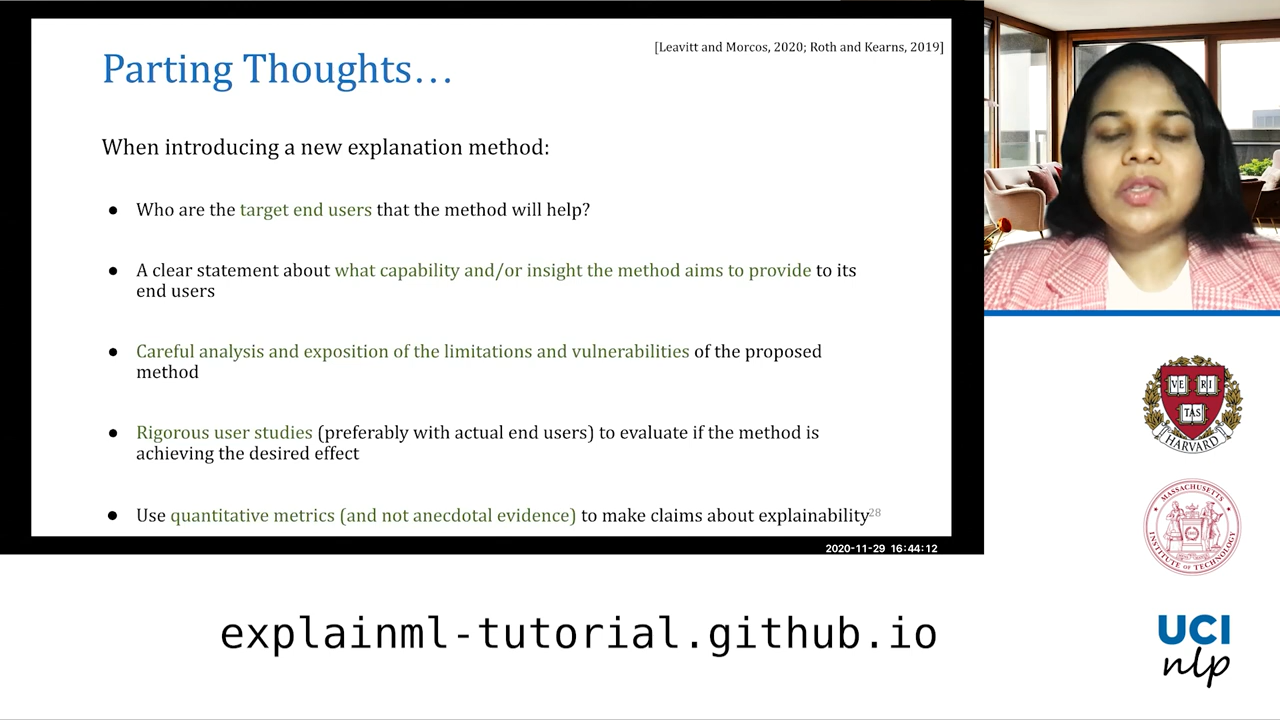 [Leavitt and Morcos, 2020; Roth and Kearns, 2019]
Parting Thoughts…
When introducing a new explanation method:
● Who are the target end users that the method will help?
● A clear statement about what capability and/or insight the method aims to provide to its
end users
● Careful analysis and exposition of the limitations and vulnerabilities of the proposed
method
● Rigorous user studies (preferably with actual end users) to evaluate if the method is
achieving the desired effect
● Use quantitative metrics (and not anecdotal evidence) to make claims about explainability28
2020-11-29 16:44:12
explainml-tutorial.github.io
VE RI
TAS
HARVARD
MASSACHUSETTS
INSTITUTE OF TECHNOLOGY
UCI
nlp